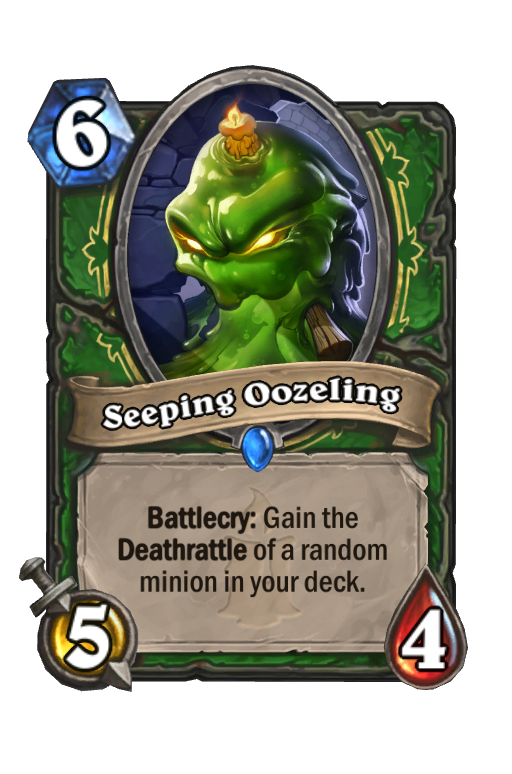 6
Seeping Oozeling
Battlecry: Gain the
Deathrattle of a random
minion in your deck.
5
4